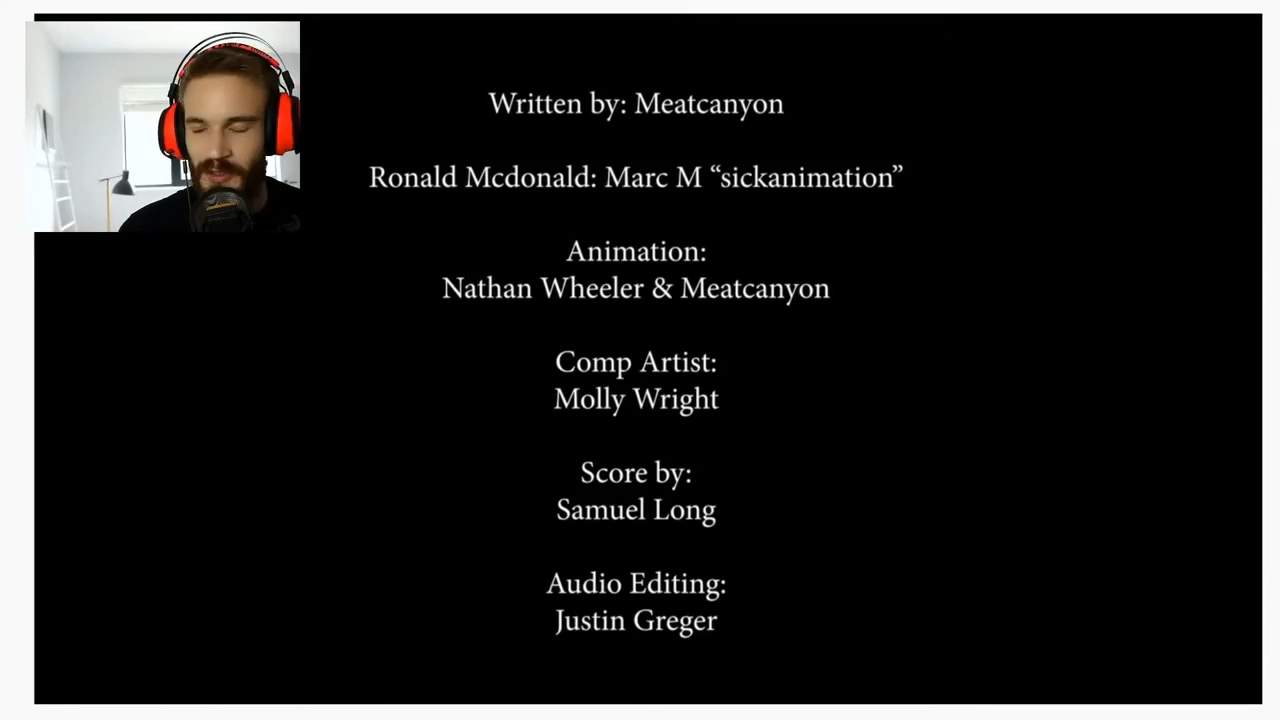 Written by: Meatcanyon
Ronald Mcdonald: Marc M “sickanimation”
Animation:
Nathan Wheeler & Meatcanyon
Comp Artist:
Molly Wright
Score by:
Samuel Long
Audio Editing:
Justin Greger